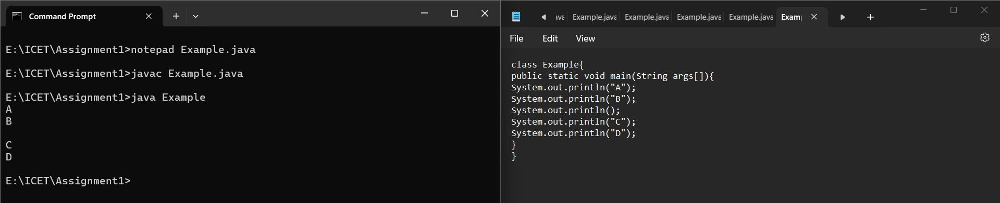 Command Prompt
E:\ICET\Assignment1>notepad Example.java
E:\ICET\Assignment1>javac Example.java
E:\ICET\Assignment1>java Example
A
B
C
D
E:\ICET\Assignment1>
ava Example.java Example.java Example.java Example.java Exam
File Edit View
class Example{
public static void main(String args[]){
System.out.println("A");
System.out.println("B");
System.out.println();
System.out.println("C");
System.out.println("D");
}
}